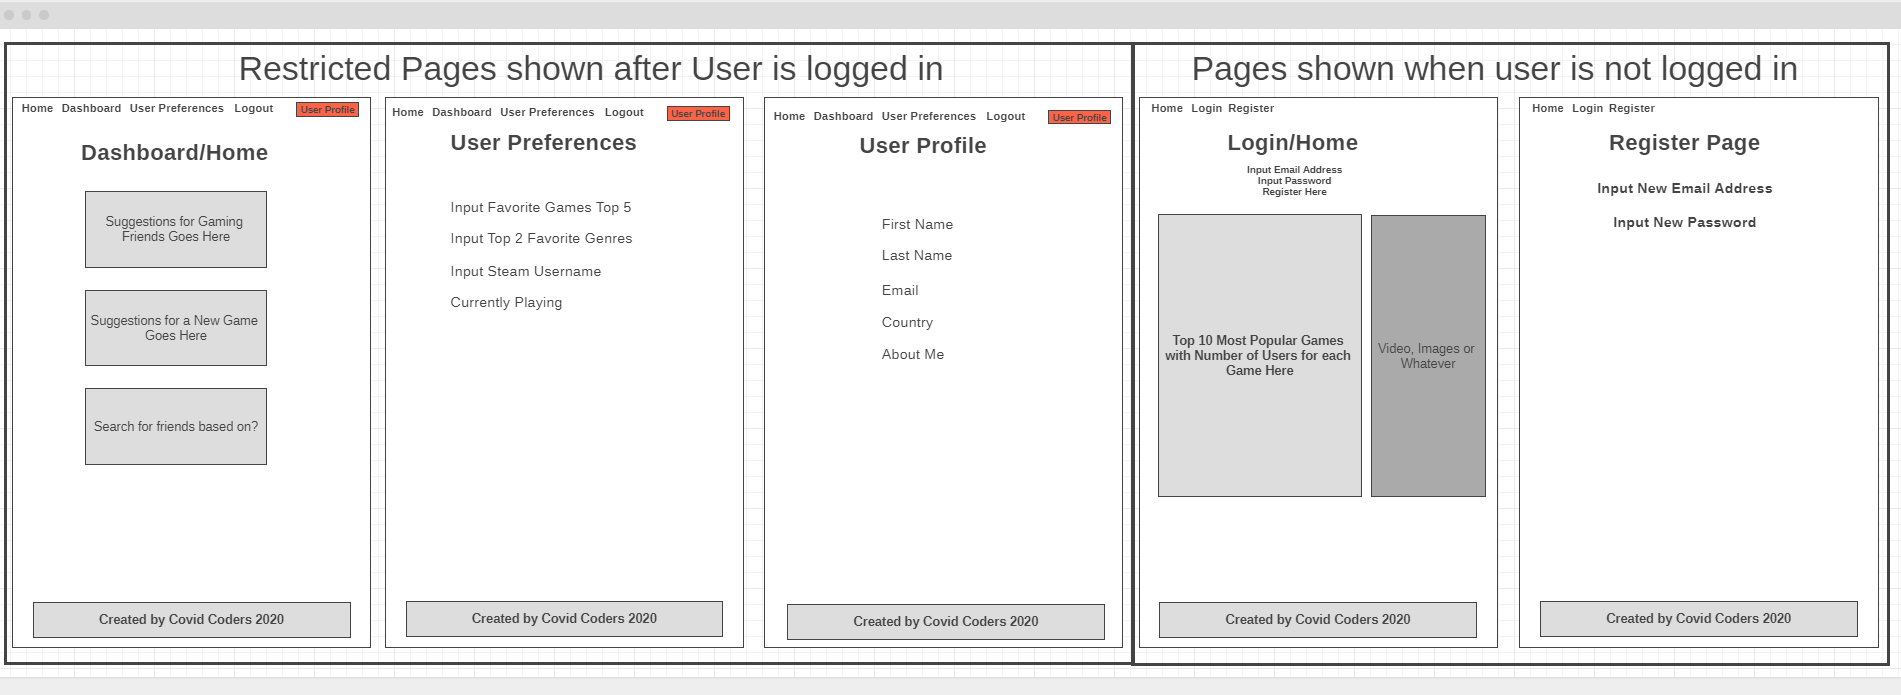 Restricted Pages shown after User is logged in
Home Dashboard User Preferences Logout User Profile
Dashboard/Home
Suggestions for Gaming
Friends Goes Here
Suggestions for a New Game
Goes Here
Search for friends based on?
Created by Covid Coders 2020
Home Dashboard User Preferences Logout User Profile
User Preferences
Input Favorite Games Top 5
Input Top 2 Favorite Genres
Input Steam Username
Currently Playing
Created by Covid Coders 2020
Home Dashboard User Preferences Logout User Profile
User Profile
First Name
Last Name
Email
Country
About Me
Created by Covid Coders 2020
Pages shown when user is not logged in
Home Login Register
Login/Home
Input Email Address
Input Password
Register Here
Top 10 Most Popular Games
with Number of Users for each
Game Here
Video, Images or
Whatever
Created by Covid Coders 2020
Home Login Register
Register Page
Input New Email Address
Input New Password
Created by Covid Coders 2020